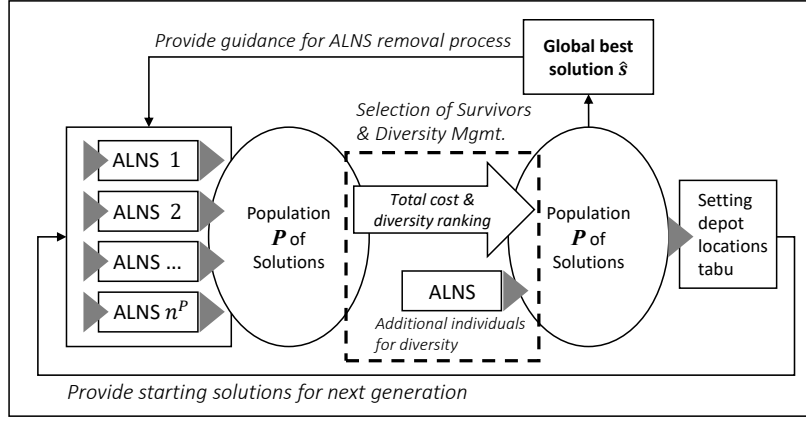 Provide guidance for ALNS removal process
Global best
solution ŝ
Selection of Survivors
& Diversity Mgmt.
ALNS 1
ALNS 2
ALNS ...
ALNS nᴾ
Population
P of
Solutions
Total cost &
diversity ranking
ALNS
Additional individuals
for diversity
Population
P of
Solutions
Setting
depot
locations
tabu
Provide starting solutions for next generation